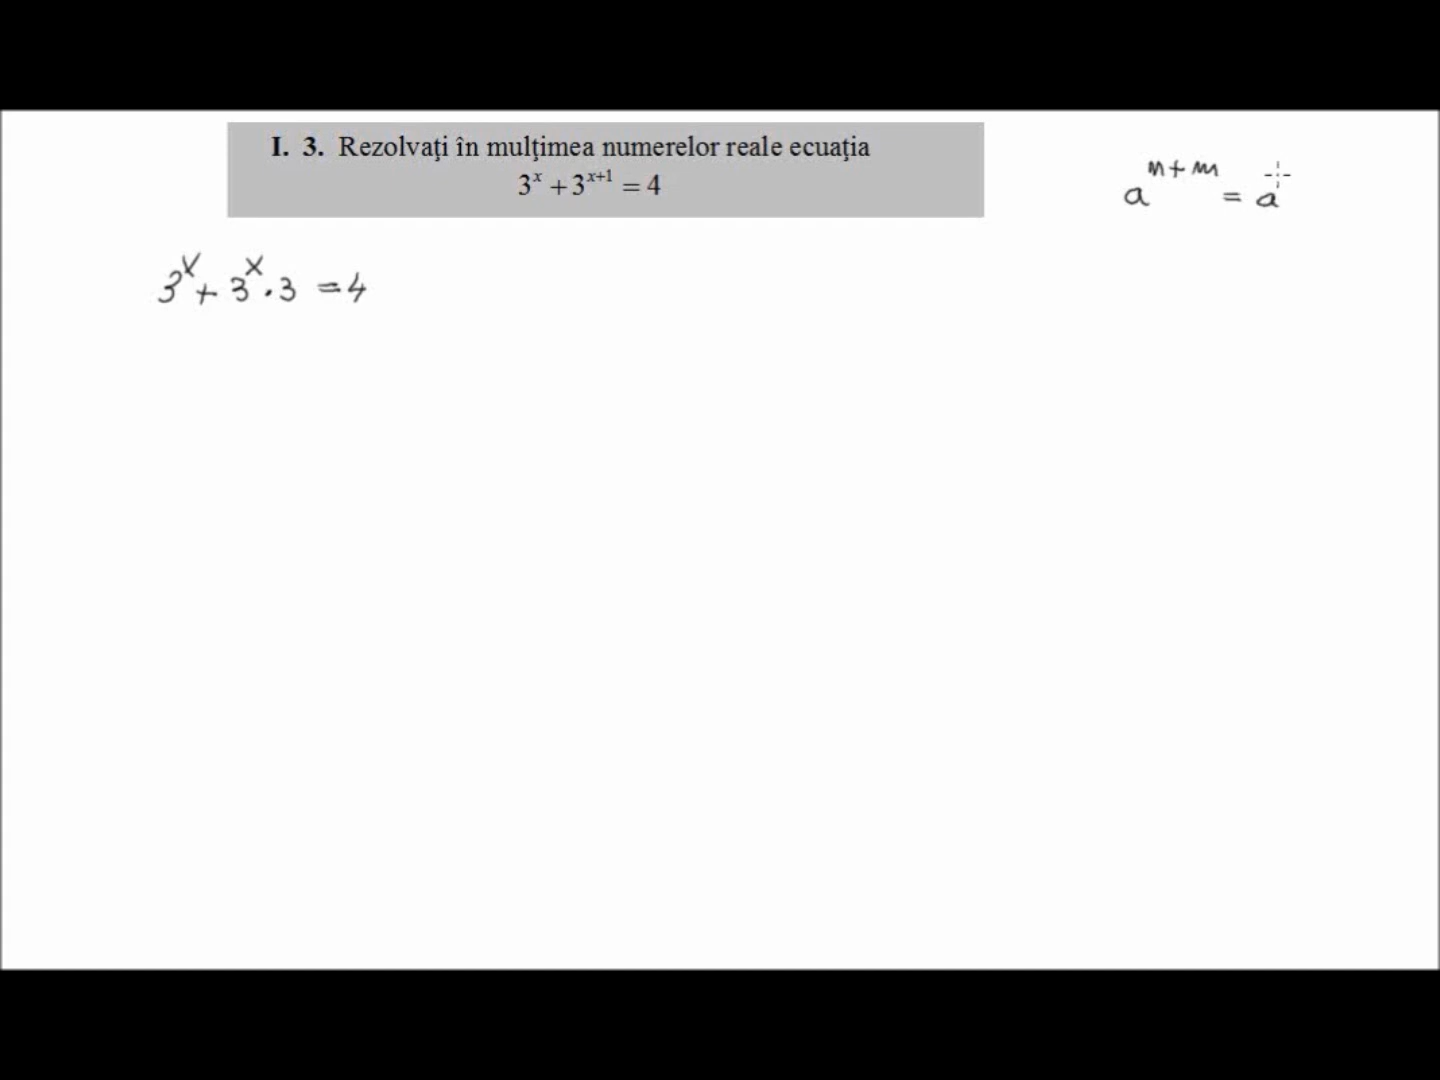 I. 3. Rezolvaţi în mulţimea numerelor reale ecuaţia
3^x + 3^{x+1} = 4
a^{n+m} = a
3^x + 3^x · 3 = 4